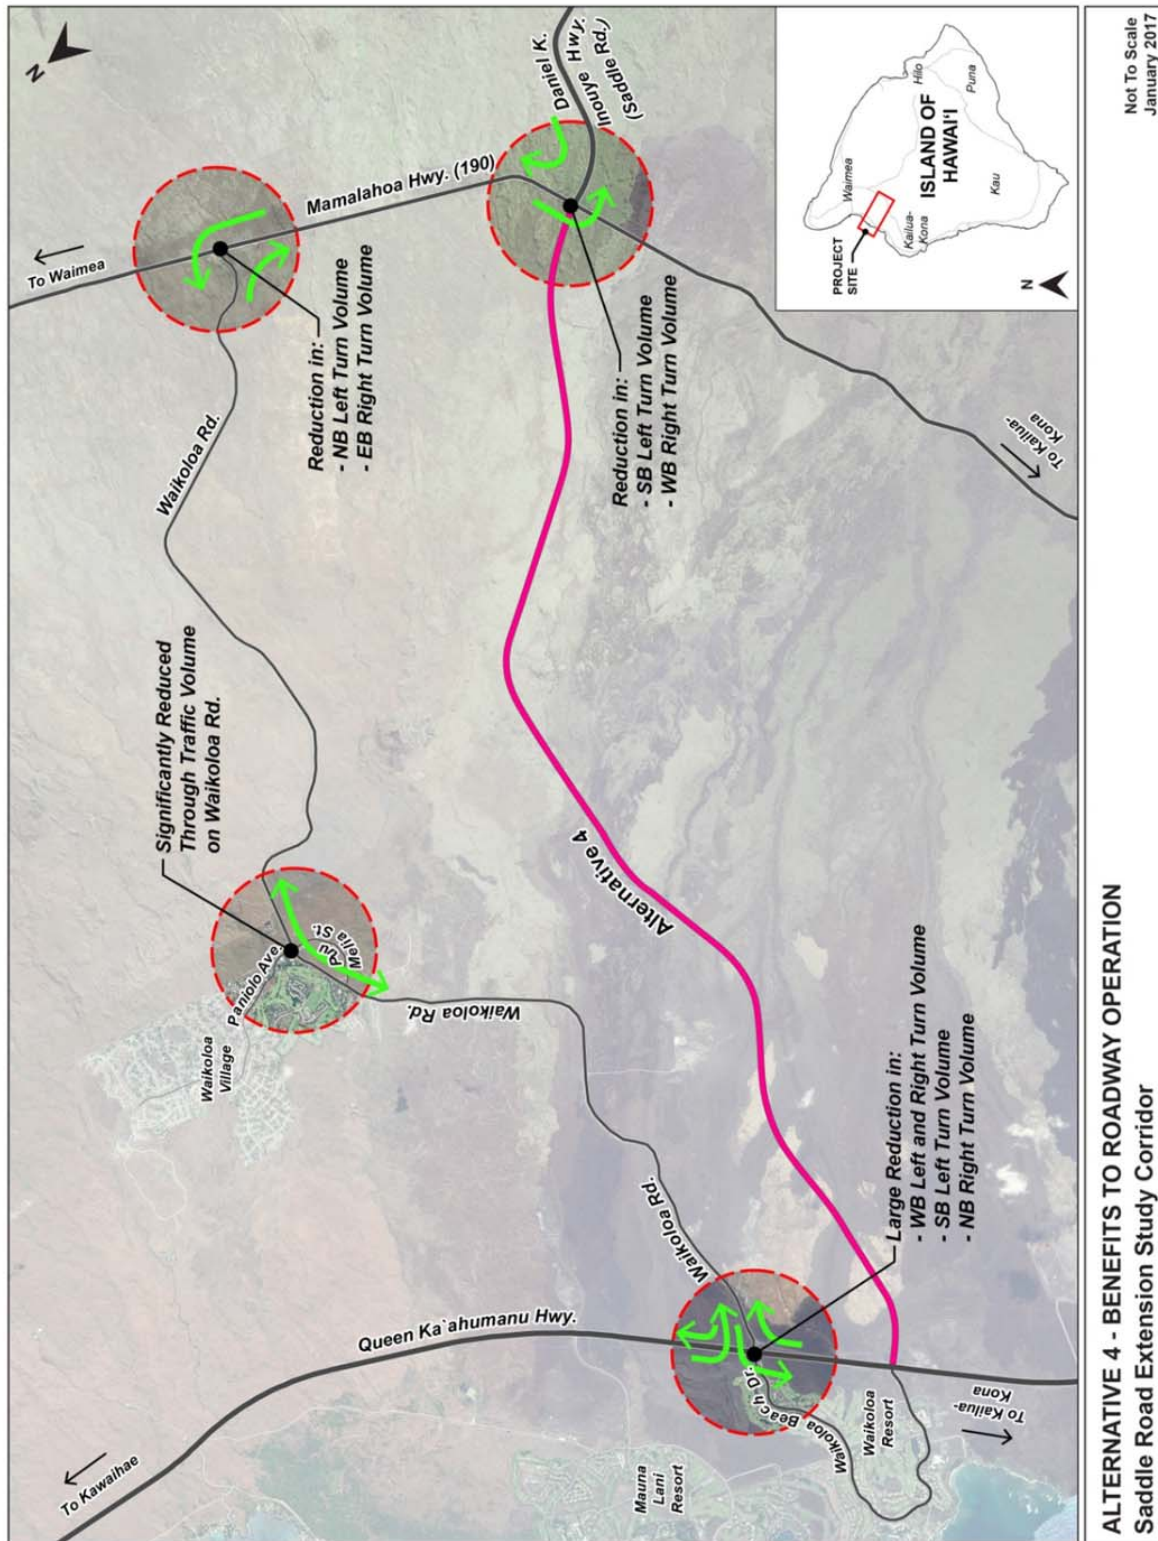 N
To Waimea
Mamalahoa Hwy. (190)
Daniel K.
Inouye Hwy.
(Saddle Rd.)
Waikoloa Rd.
Reduction in:
- NB Left Turn Volume
- EB Right Turn Volume
Reduction in:
- SB Left Turn Volume
- WB Right Turn Volume
To Kailua-
Kona
Significantly Reduced
Through Traffic Volume
on Waikoloa Rd.
Paniolo Ave.
Pu
Melia St.
Waikoloa
Village
Waikoloa Rd.
Alternative 4
Waikoloa Rd.
Large Reduction in:
- WB Left and Right Turn Volume
- SB Left Turn Volume
- NB Right Turn Volume
Queen Ka`ahumanu Hwy.
To Kawaihae
Waikoloa Beach Dr.
Waikoloa
Resort
Mauna
Lani
Resort
To Kailua-
Kona
PROJECT
SITE
Waimea
Hilo
Puna
ISLAND OF
HAWAI'I
Kailua-
Kona
Kau
N
ALTERNATIVE 4 - BENEFITS TO ROADWAY OPERATION
Saddle Road Extension Study Corridor
Not To Scale
January 2017